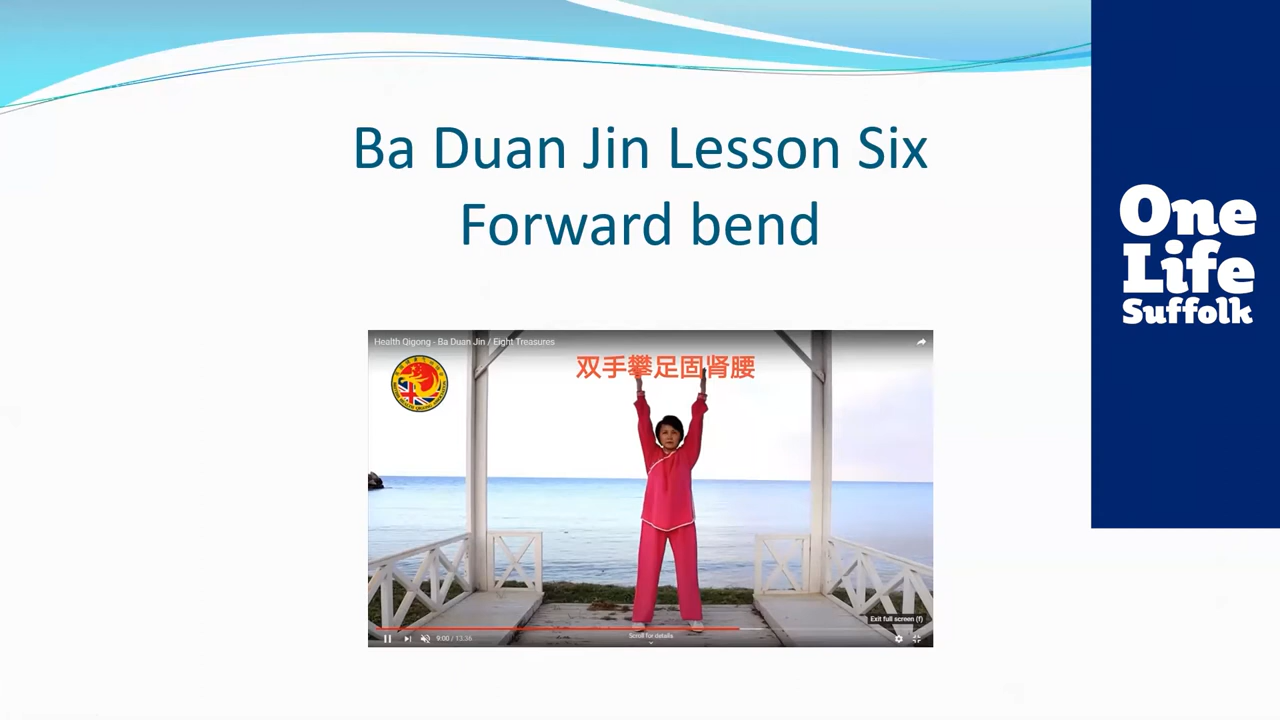 Ba Duan Jin Lesson Six
Forward bend
One
Life
Suffolk
Health Qigong - Ba Duan Jin / Eight Treasures
双手攀足固肾腰
Exit full screen (f)
9:00 / 13:36
Scroll for details